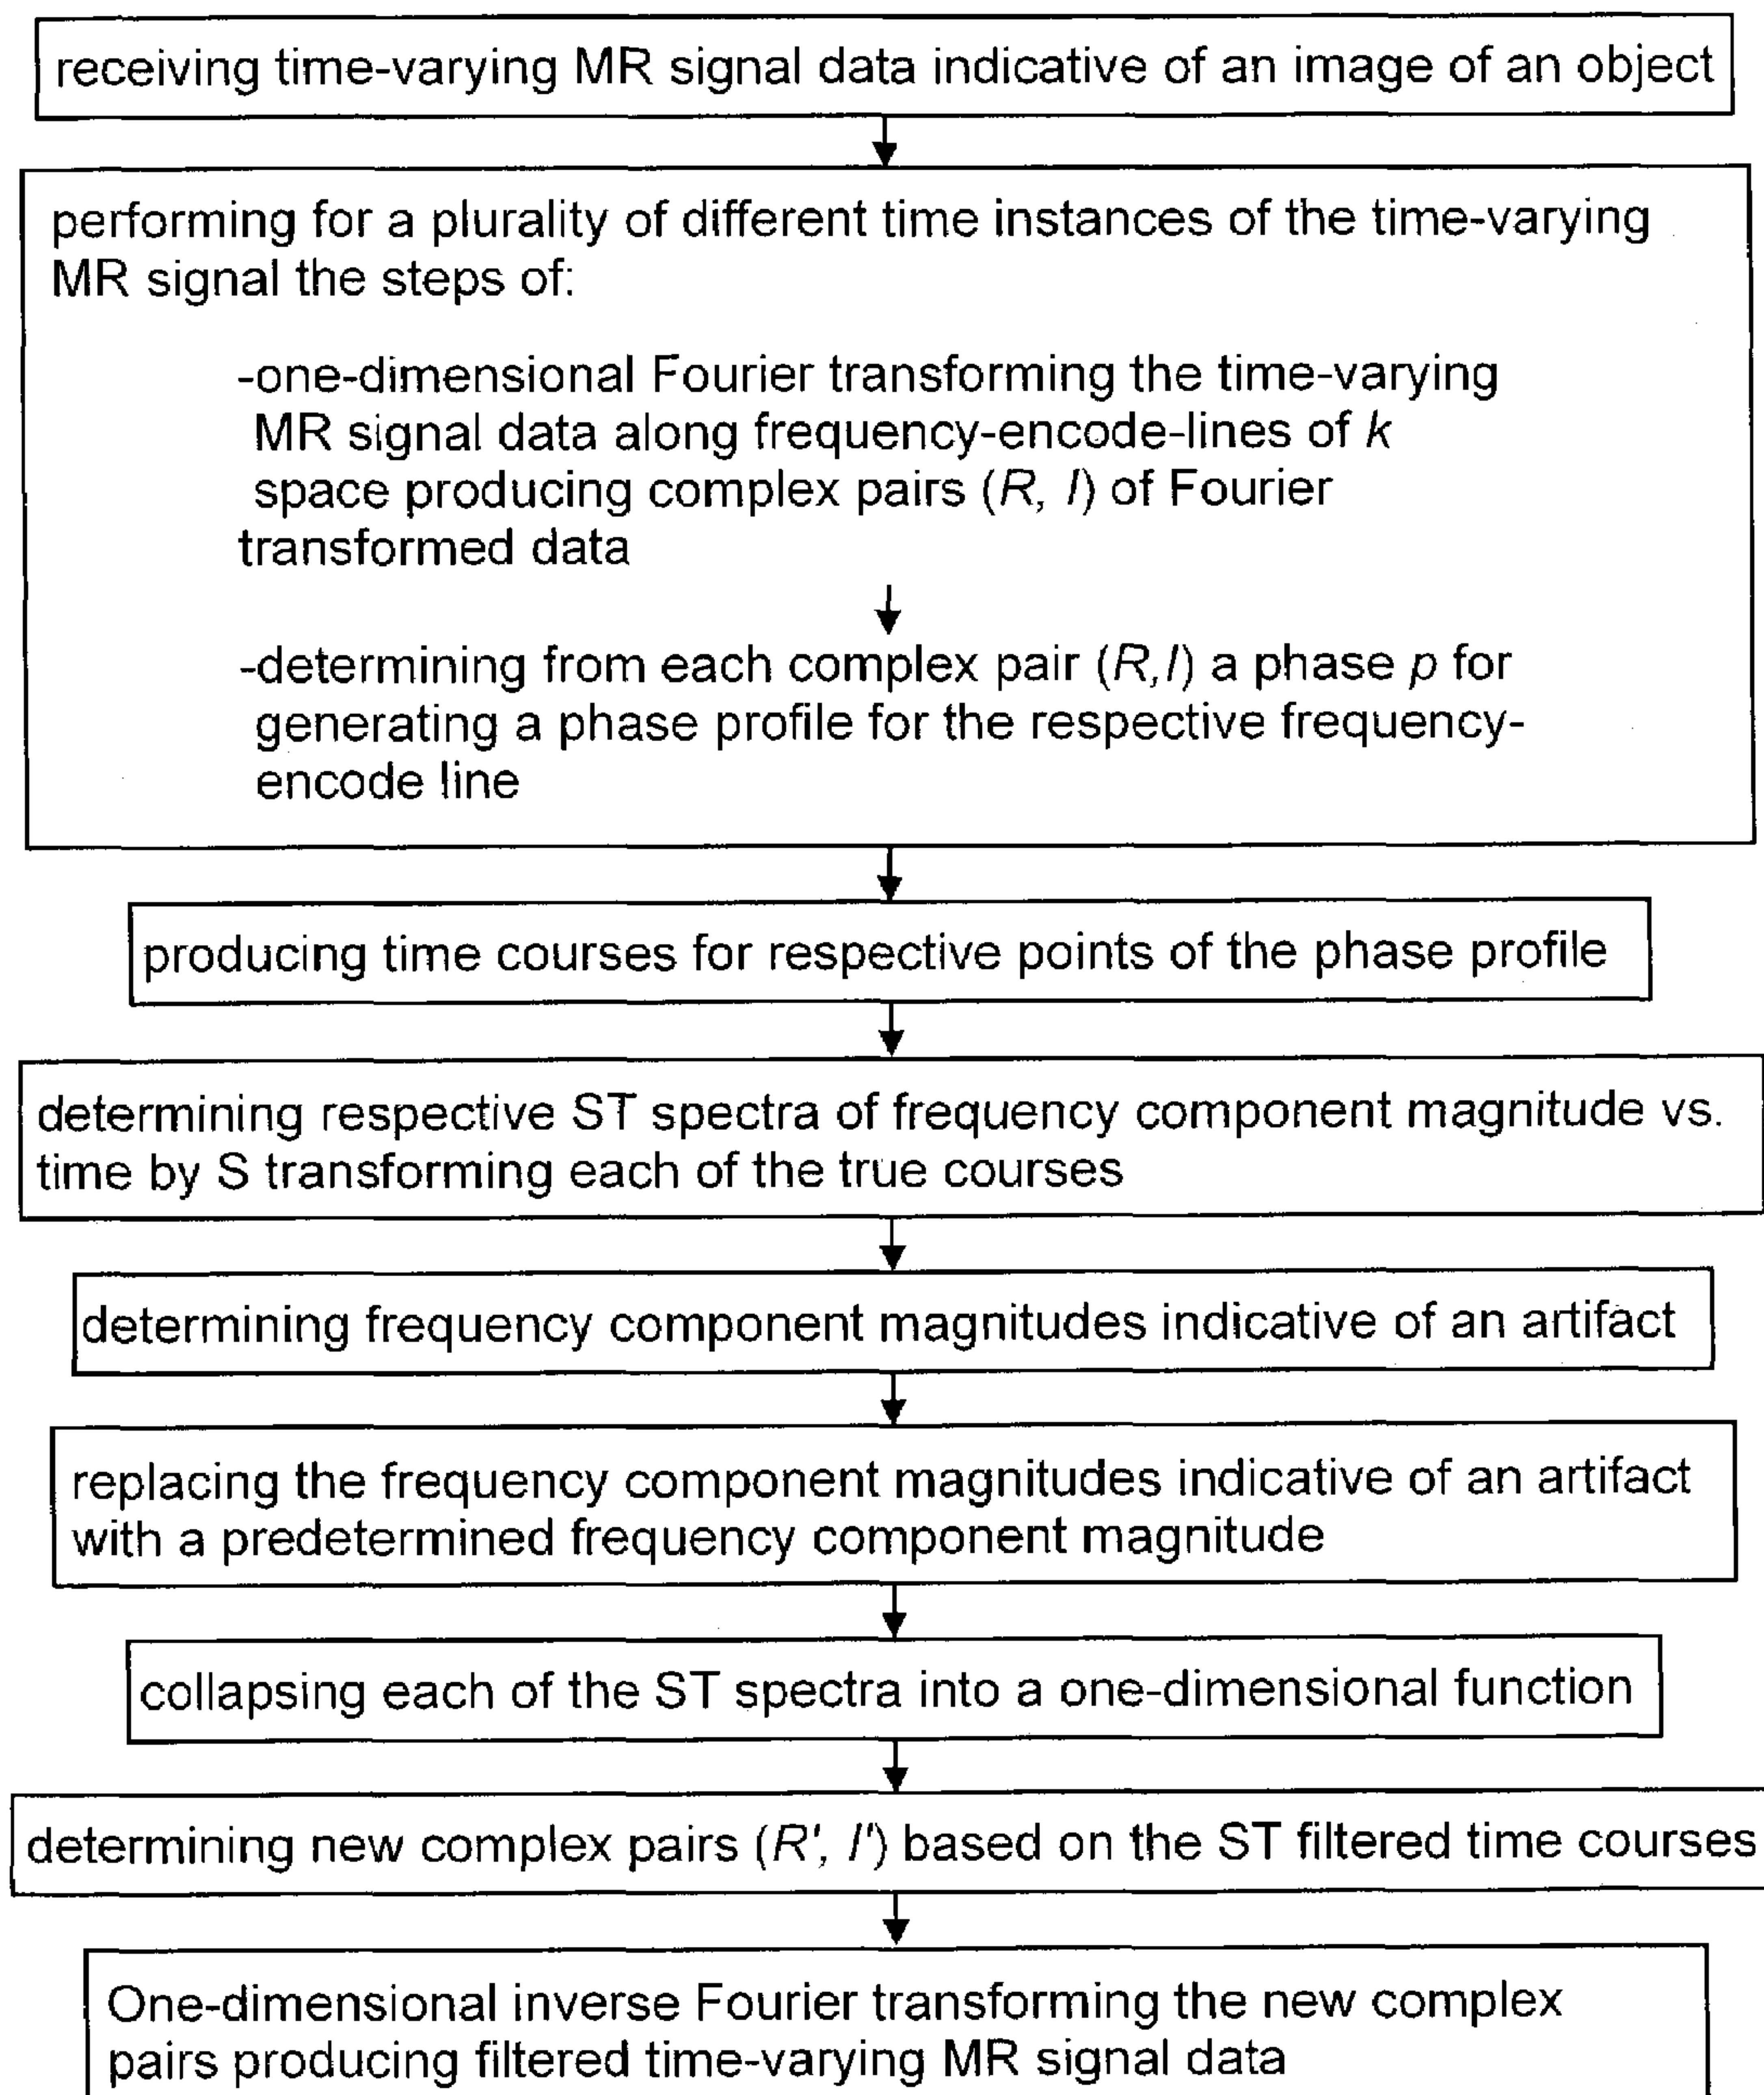 receiving time-varying MR signal data indicative of an image of an object
performing for a plurality of different time instances of the time-varying
MR signal the steps of:
-one-dimensional Fourier transforming the time-varying
MR signal data along frequency-encode-lines of k
space producing complex pairs (R, I) of Fourier
transformed data
-determining from each complex pair (R,I) a phase p for
generating a phase profile for the respective frequency-
encode line
producing time courses for respective points of the phase profile
determining respective ST spectra of frequency component magnitude vs.
time by S transforming each of the true courses
determining frequency component magnitudes indicative of an artifact
replacing the frequency component magnitudes indicative of an artifact
with a predetermined frequency component magnitude
collapsing each of the ST spectra into a one-dimensional function
determining new complex pairs (R', I') based on the ST filtered time courses
One-dimensional inverse Fourier transforming the new complex
pairs producing filtered time-varying MR signal data